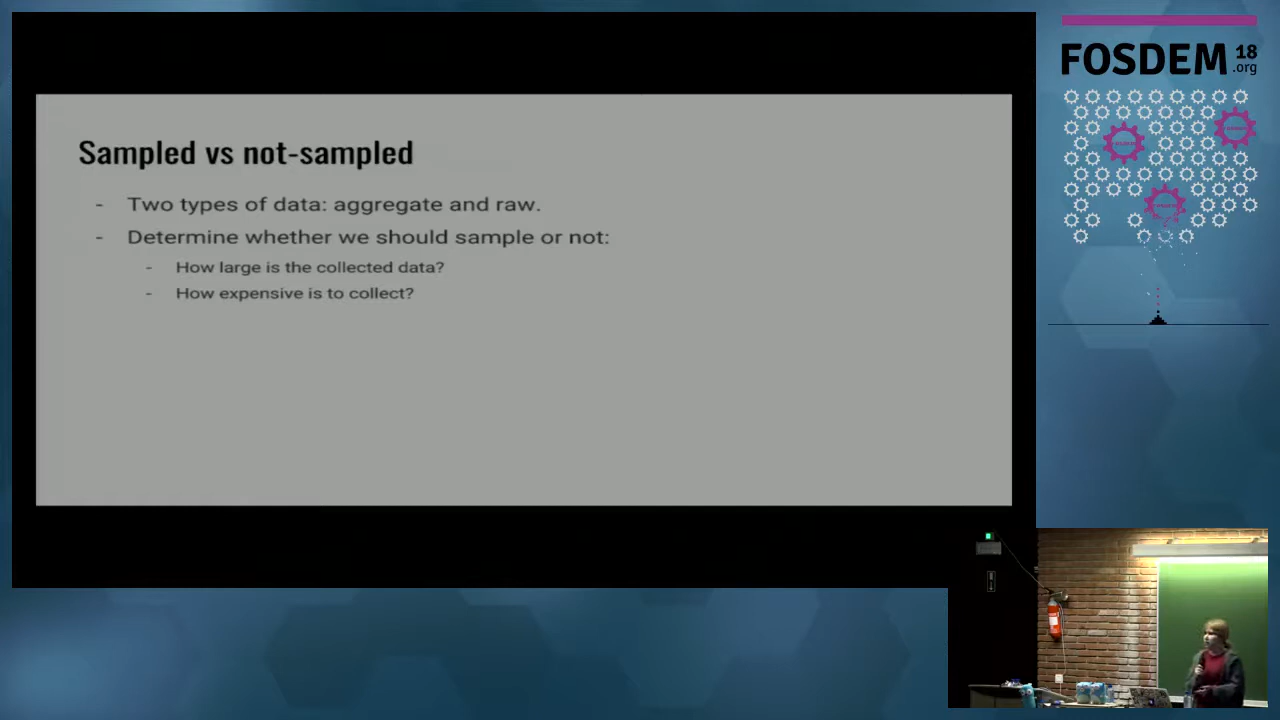 Sampled vs not-sampled
- Two types of data: aggregate and raw.
- Determine whether we should sample or not:
- How large is the collected data?
- How expensive is to collect?
FOSDEM 18
.org